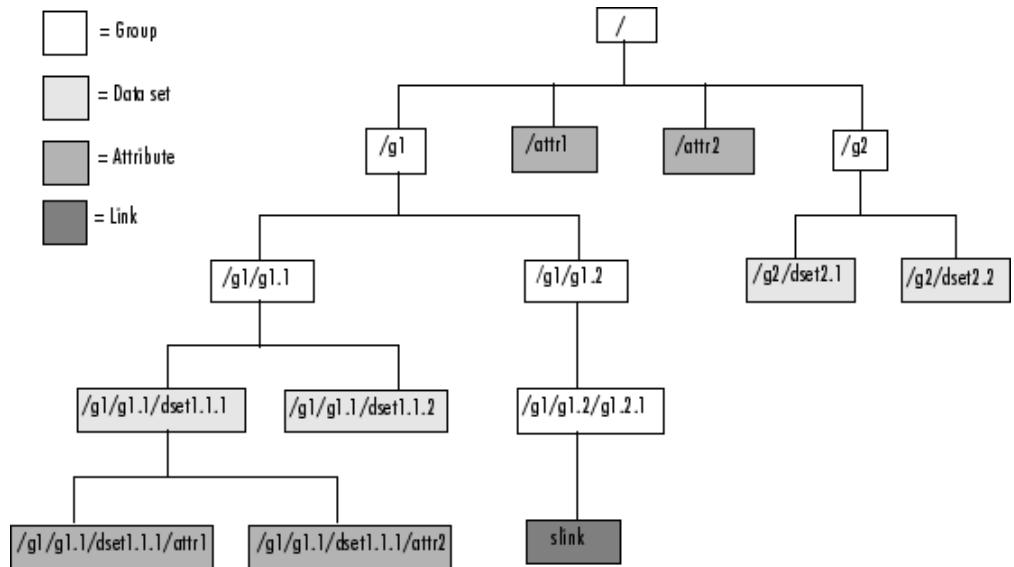 = Group
/
= Data set
= Attribute
= Link
/g1
/attr1
/attr2
/g2
/g1/g1.1
/g1/g1.2
/g2/dset2.1
/g2/dset2.2
/g1/g1.1/dset1.1.1
/g1/g1.1/dset1.1.2
/g1/g1.2/g1.2.1
/g1/g1.1/dset1.1.1/attr1
/g1/g1.1/dset1.1.1/attr2
slink